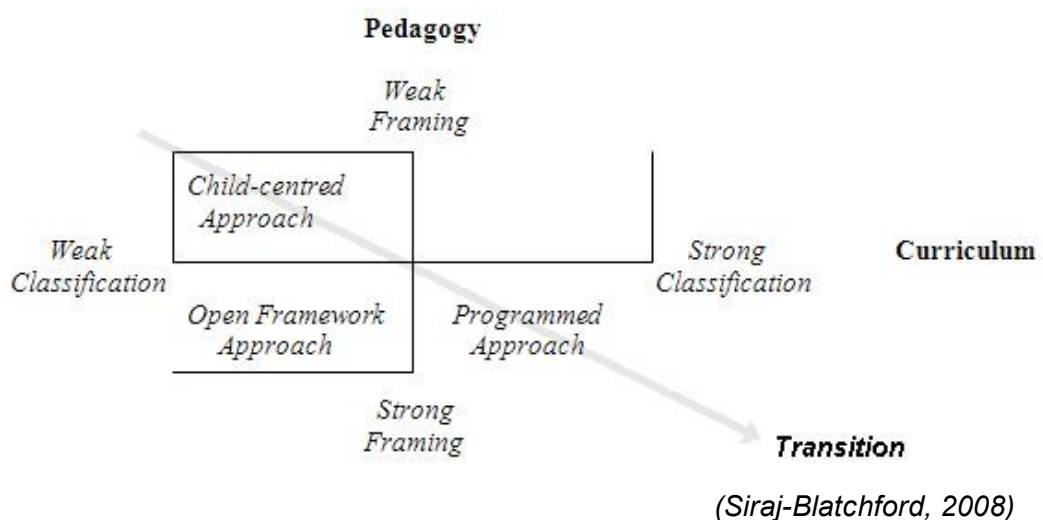 Pedagogy
Weak
Framing
Child-centred
Approach
Weak
Classification
Strong
Classification
Curriculum
Open Framework
Approach
Programmed
Approach
Strong
Framing
Transition
(Siraj-Blatchford, 2008)